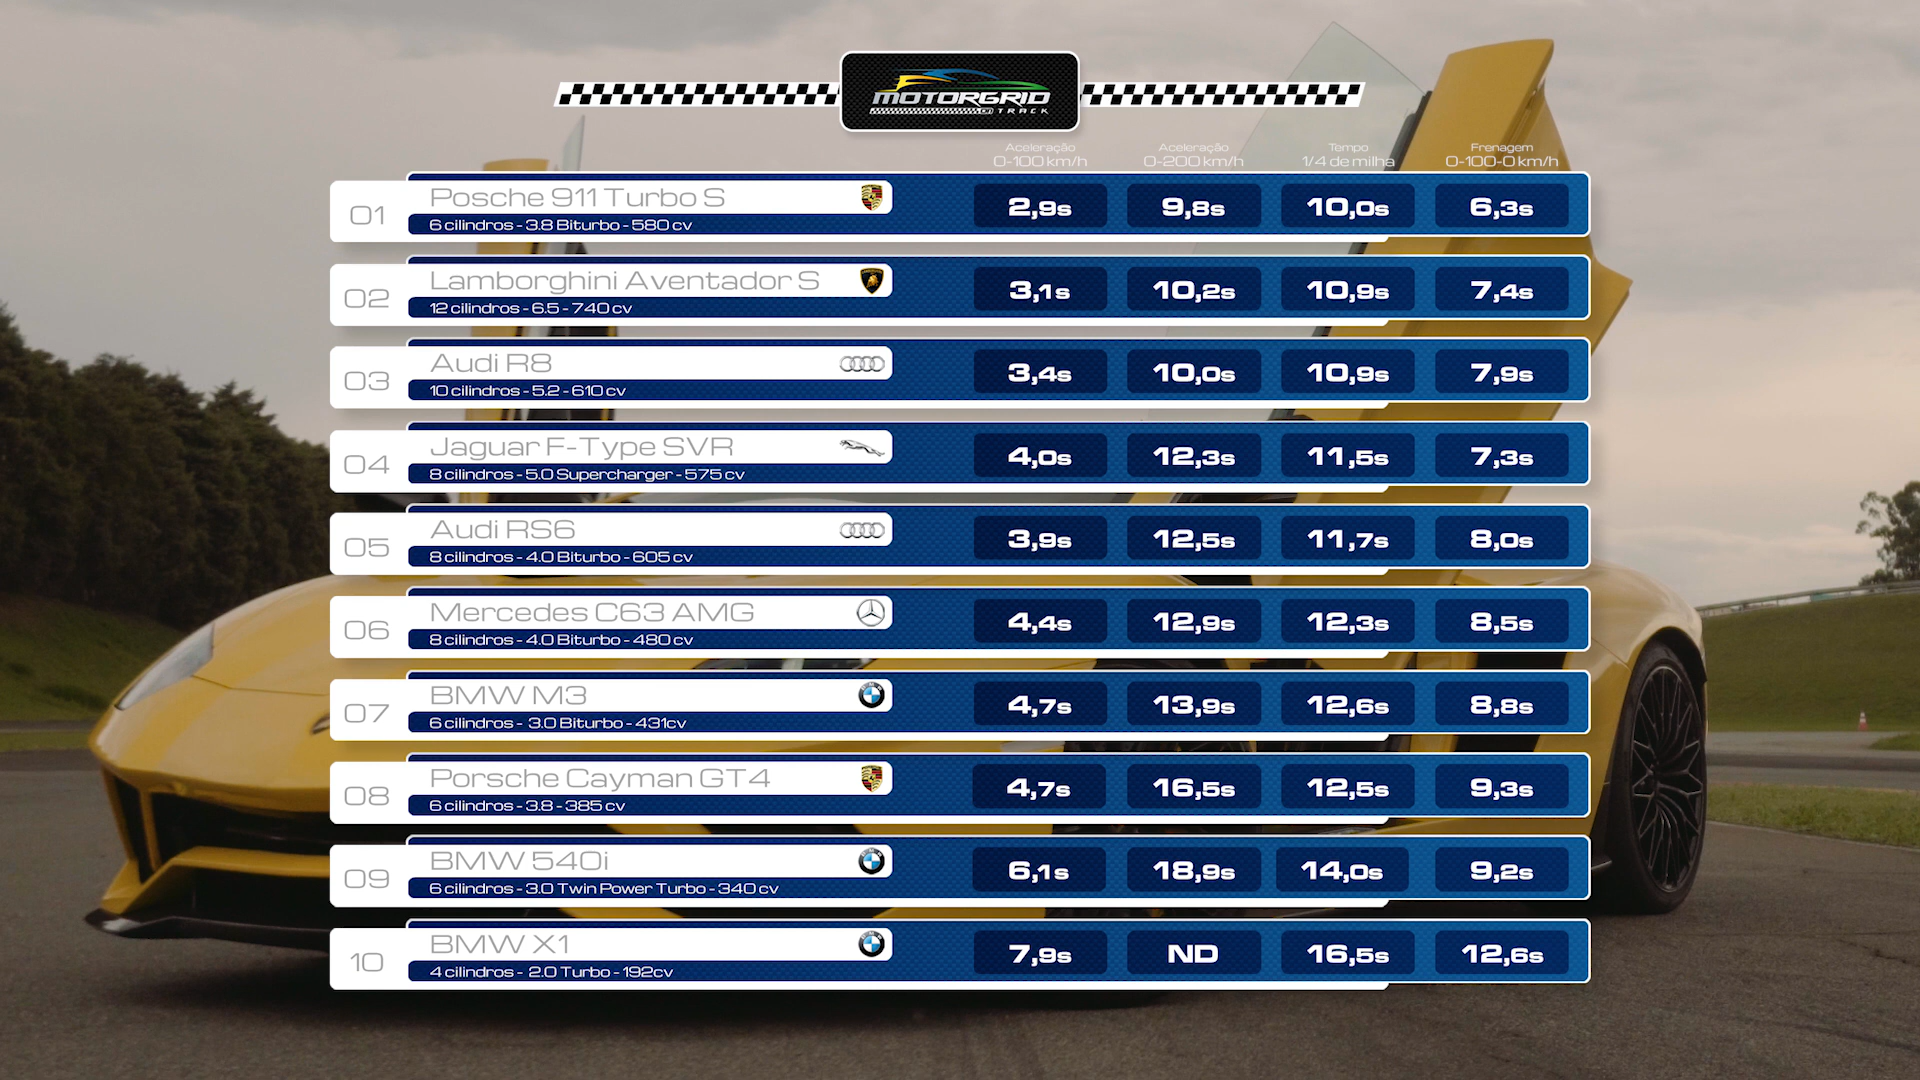 MOTORGRID
ON TRACK
Aceleração Aceleração Tempo Frenagem
0-100 km/h 0-200 km/h 1/4 de milha 0-100-0 km/h
01 Posche 911 Turbo S 2,9s 9,8s 10,0s 6,3s
6 cilindros - 3.8 Biturbo - 580 cv
02 Lamborghini Aventador S 3,1s 10,2s 10,9s 7,4s
12 cilindros - 6.5 - 740 cv
03 Audi R8 3,4s 10,0s 10,9s 7,9s
10 cilindros - 5.2 - 610 cv
04 Jaguar F-Type SVR 4,0s 12,3s 11,5s 7,3s
8 cilindros - 5.0 Supercharger - 575 cv
05 Audi RS6 3,9s 12,5s 11,7s 8,0s
8 cilindros - 4.0 Biturbo - 605 cv
06 Mercedes C63 AMG 4,4s 12,9s 12,3s 8,5s
8 cilindros - 4.0 Biturbo - 480 cv
07 BMW M3 4,7s 13,9s 12,6s 8,8s
6 cilindros - 3.0 Biturbo - 431cv
08 Porsche Cayman GT4 4,7s 16,5s 12,5s 9,3s
6 cilindros - 3.8 - 385 cv
09 BMW 540i 6,1s 18,9s 14,0s 9,2s
6 cilindros - 3.0 Twin Power Turbo - 340 cv
10 BMW X1 7,9s ND 16,5s 12,6s
4 cilindros - 2.0 Turbo - 192cv